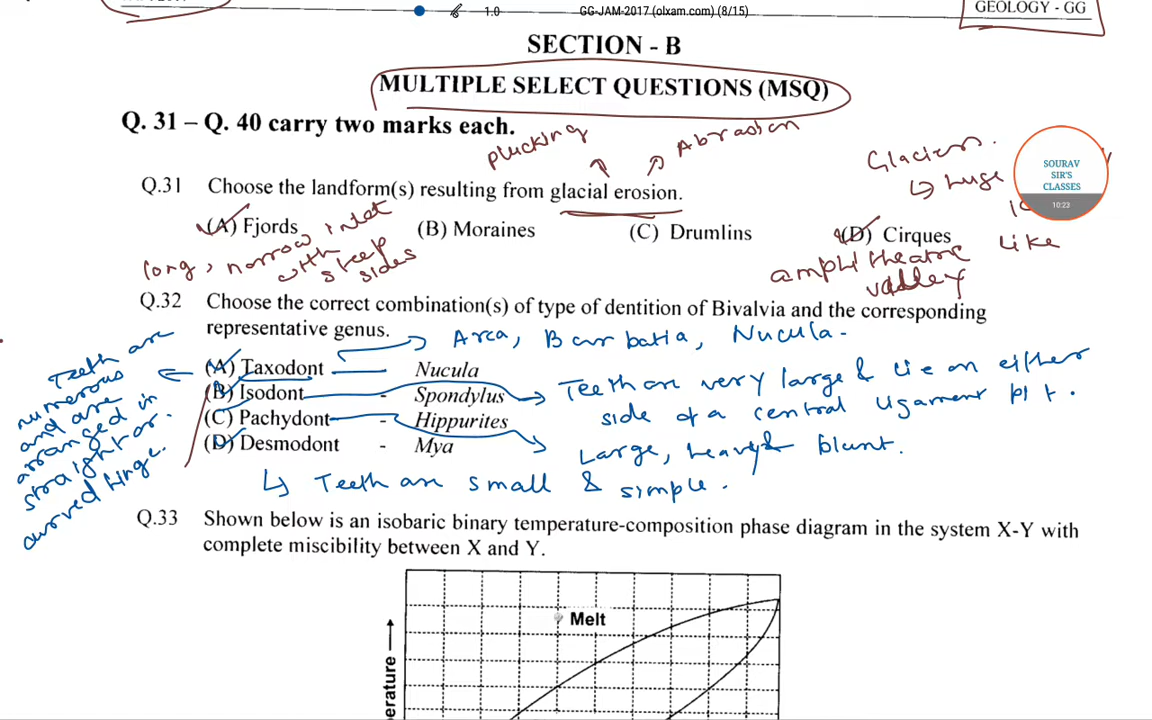 1.0
GG-JAM-2017 (olxam.com) (8/15)
GEOLOGY - GG
SECTION - B
MULTIPLE SELECT QUESTIONS (MSQ)
Q. 31 – Q. 40 carry two marks each.
plucking
Abrasion
Glaciers.
↳ huge
like
SOURAV
SIR'S
CLASSES
10:23
Q.31 Choose the landform(s) resulting from glacial erosion.
(A) Fjords (B) Moraines (C) Drumlins (D) Cirques
long, narrow inlet
with steep
sides
amphitheatre
valley
Q.32 Choose the correct combination(s) of type of dentition of Bivalvia and the corresponding
representative genus.
Arca, Barbatia, Nucula-
(A) Taxodont - Nucula
(B) Isodont - Spondylus
(C) Pachydont - Hippurites
(D) Desmodont - Mya
Teeth are
numerous
and are
arranged in
straight or
curved hinge.
Teeth are very large & lie on either
side of a central ligament pit.
Large, heavy & blunt.
↳ Teeth are small & simple.
Q.33 Shown below is an isobaric binary temperature-composition phase diagram in the system X-Y with
complete miscibility between X and Y.
Melt
erature →